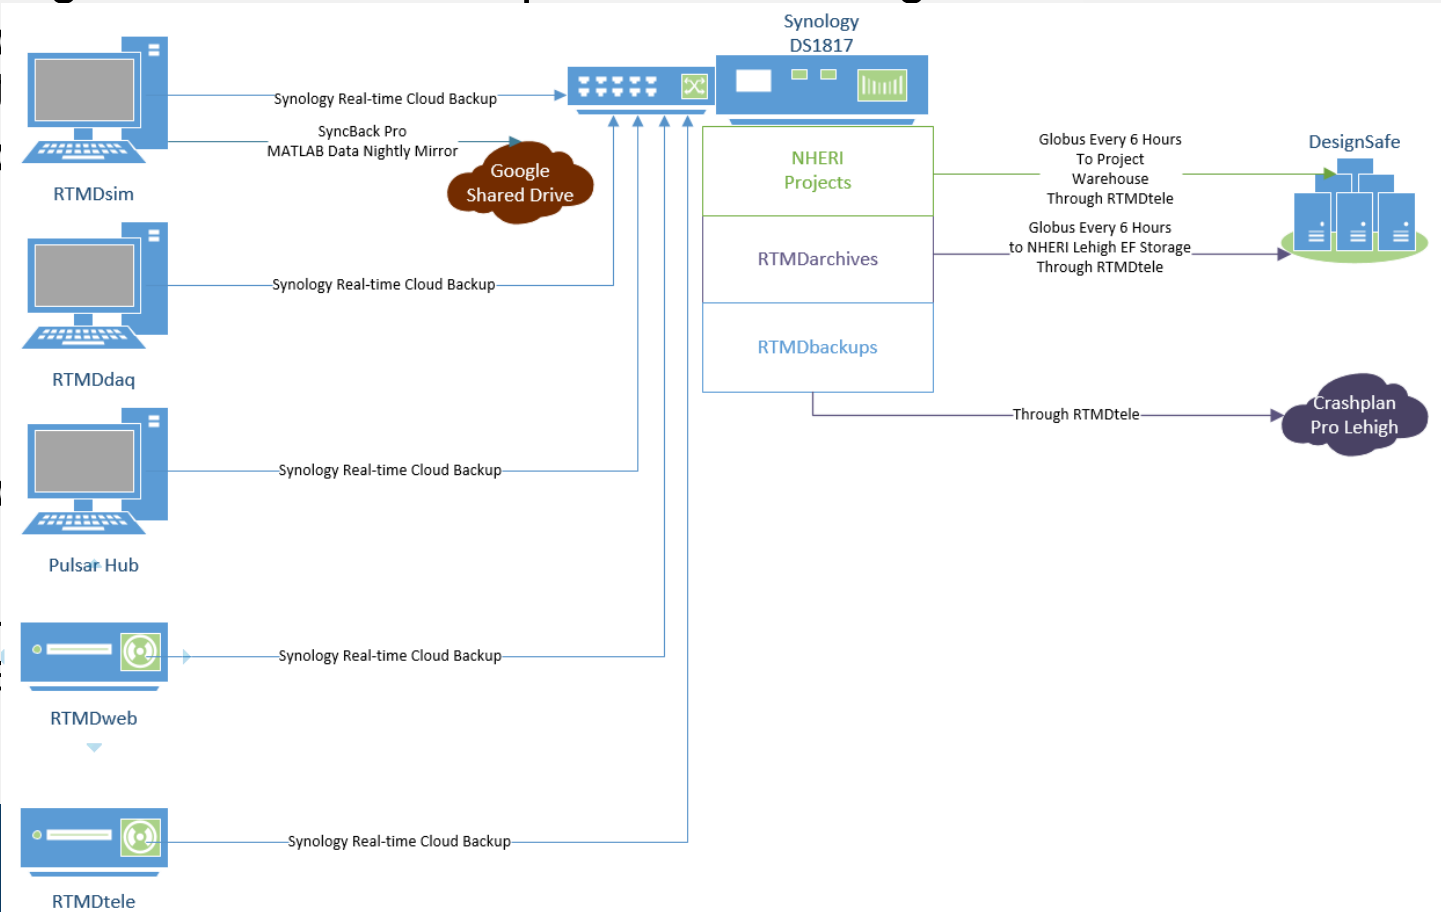 Synology
DS1817
Synology Real-time Cloud Backup
SyncBack Pro
MATLAB Data Nightly Mirror
Google
Shared Drive
RTMDsim
NHERI
Projects
Globus Every 6 Hours
To Project
Warehouse
Through RTMDtele
DesignSafe
RTMDarchives
Globus Every 6 Hours
to NHERI Lehigh EF Storage
Through RTMDtele
Synology Real-time Cloud Backup
RTMDdaq
RTMDbackups
Through RTMDtele
Crashplan
Pro Lehigh
Synology Real-time Cloud Backup
Pulsar Hub
Synology Real-time Cloud Backup
RTMDweb
Synology Real-time Cloud Backup
RTMDtele